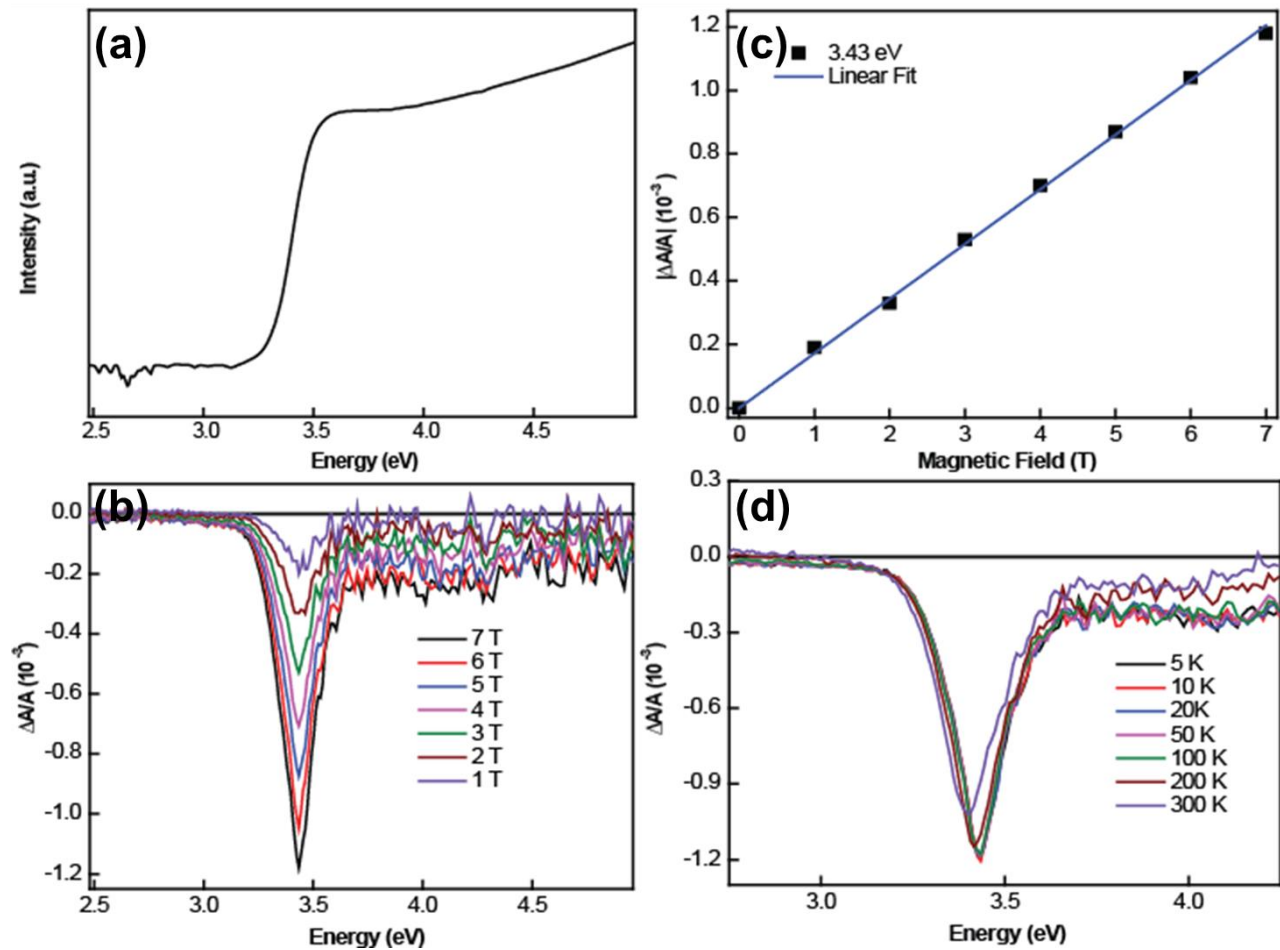 (a)
Intensity (a.u.)
2.5 3.0 3.5 4.0 4.5
Energy (eV)
(c)
3.43 eV
Linear Fit
1.2
1.0
0.8
0.6
0.4
0.2
0.0
|ΔA/A| (10⁻³)
0 1 2 3 4 5 6 7
Magnetic Field (T)
(b)
0.0
-0.2
-0.4
-0.6
-0.8
-1.0
-1.2
ΔA/A (10⁻³)
7 T
6 T
5 T
4 T
3 T
2 T
1 T
2.5 3.0 3.5 4.0 4.5
Energy (eV)
(d)
0.3
0.0
-0.3
-0.6
-0.9
-1.2
ΔA/A (10⁻³)
5 K
10 K
20K
50 K
100 K
200 K
300 K
3.0 3.5 4.0
Energy (eV)